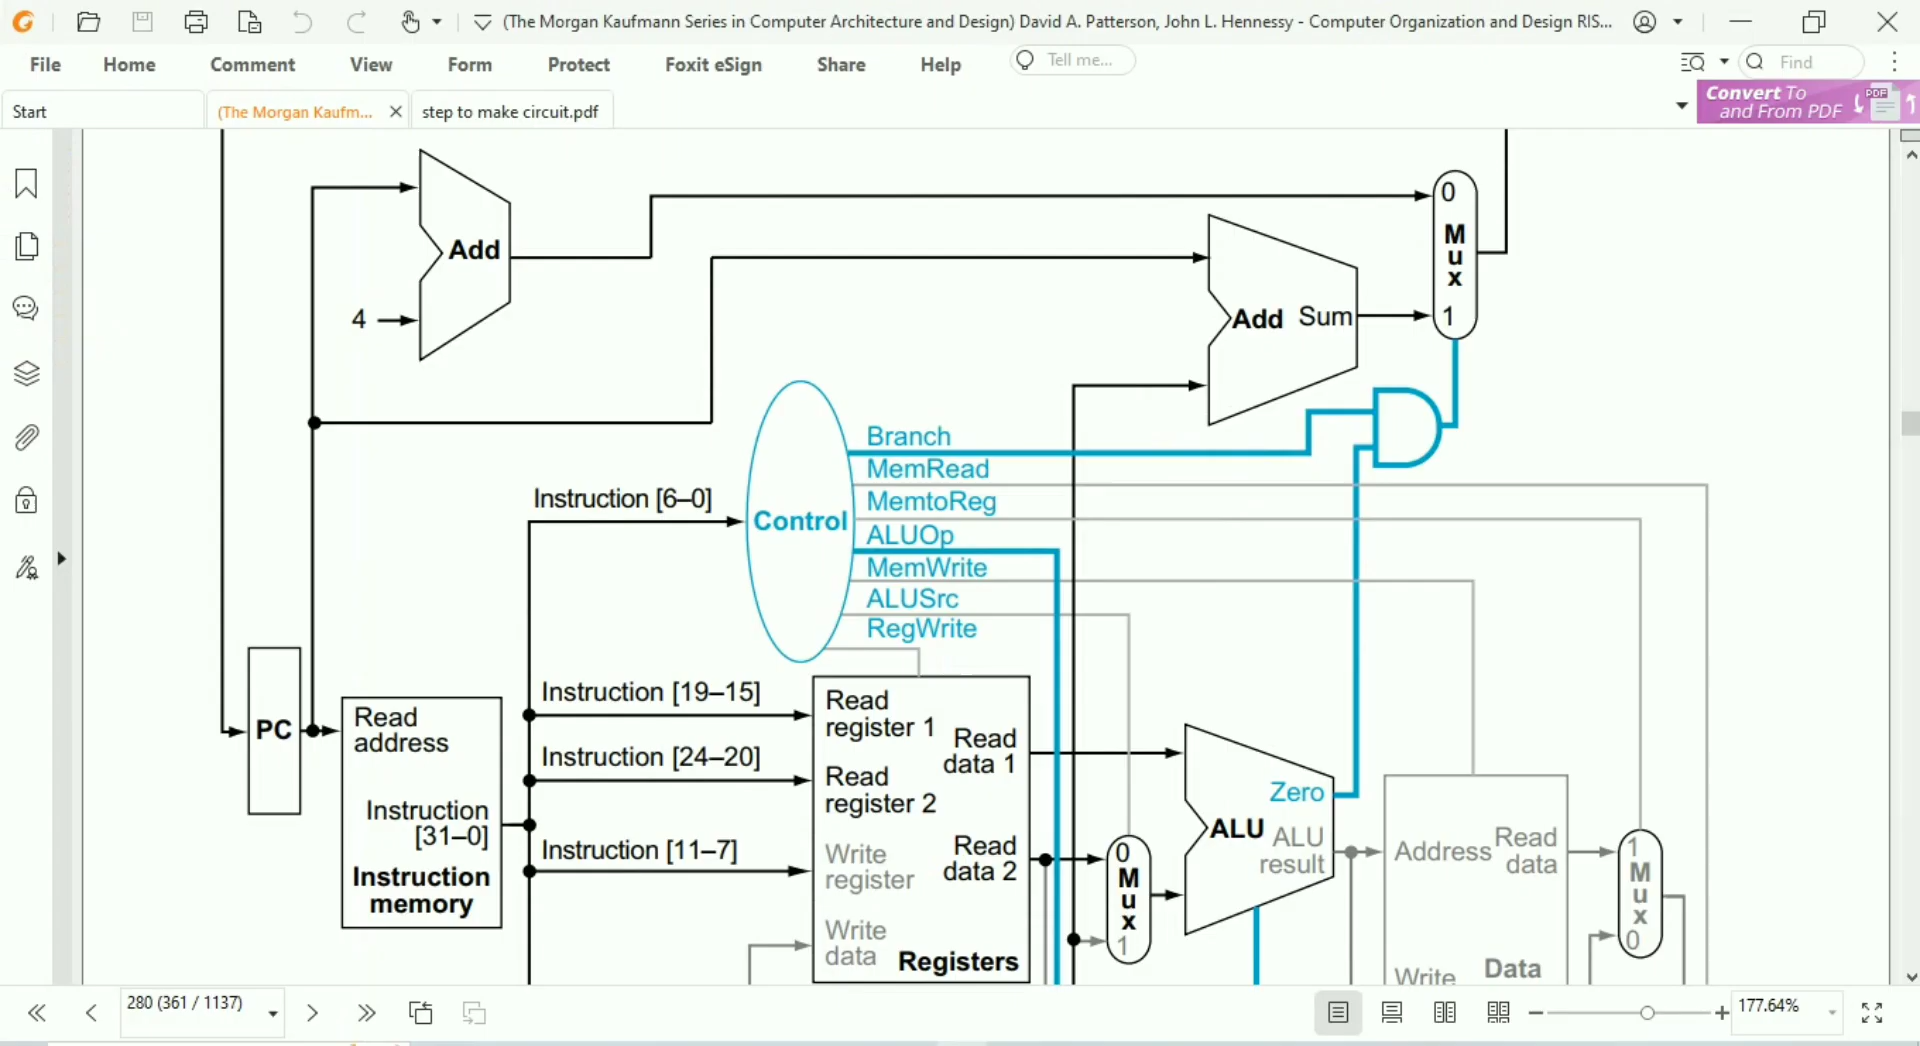 (The Morgan Kaufmann Series in Computer Architecture and Design) David A. Patterson, John L. Hennessy - Computer Organization and Design RIS...
File Home Comment View Form Protect Foxit eSign Share Help Tell me... Find
Convert To
and From PDF
PDF
Start (The Morgan Kaufm... step to make circuit.pdf
0
Mux
1
Add
4
Add Sum
Branch
MemRead
MemtoReg
ALUOp
MemWrite
ALUSrc
RegWrite
Control
Instruction [6–0]
PC
Read
address
Instruction
[31–0]
Instruction
memory
Instruction [19–15]
Instruction [24–20]
Instruction [11–7]
Read
register 1
Read
register 2
Write
register
Write
data
Read
data 1
Read
data 2
Registers
0
Mux
1
Zero
ALU
ALU
result
Address
Read
data
Write
Data
1
Mux
0
280 (361 / 1137)
177.64%